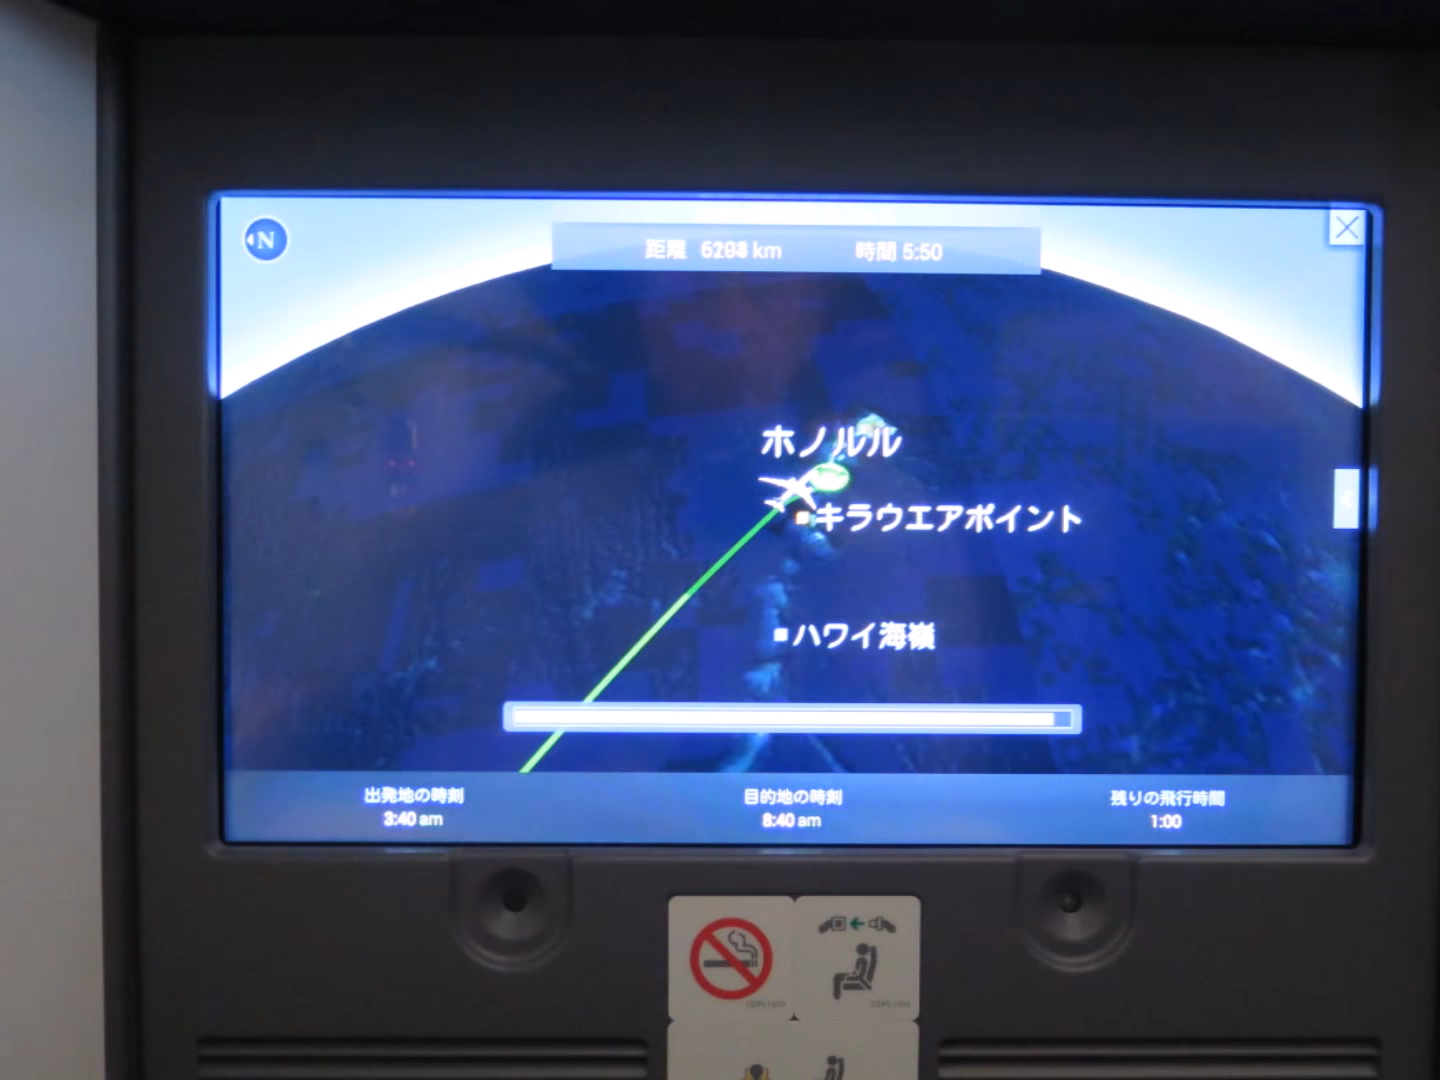 N
距離 km
時間 5:50
ホノルル
キラウエアポイント
ハワイ海嶺
出発地の時刻
3:40 am
目的地の時刻
8:40 am
残りの飛行時間
1:00